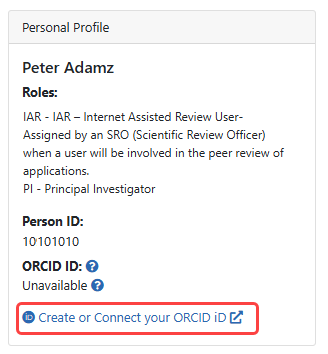 Personal Profile
Peter Adamz
Roles:
IAR - IAR – Internet Assisted Review User-
Assigned by an SRO (Scientific Review Officer)
when a user will be involved in the peer review of
applications.
PI - Principal Investigator
Person ID:
10101010
ORCID ID: ?
Unavailable ?
iD Create or Connect your ORCID iD